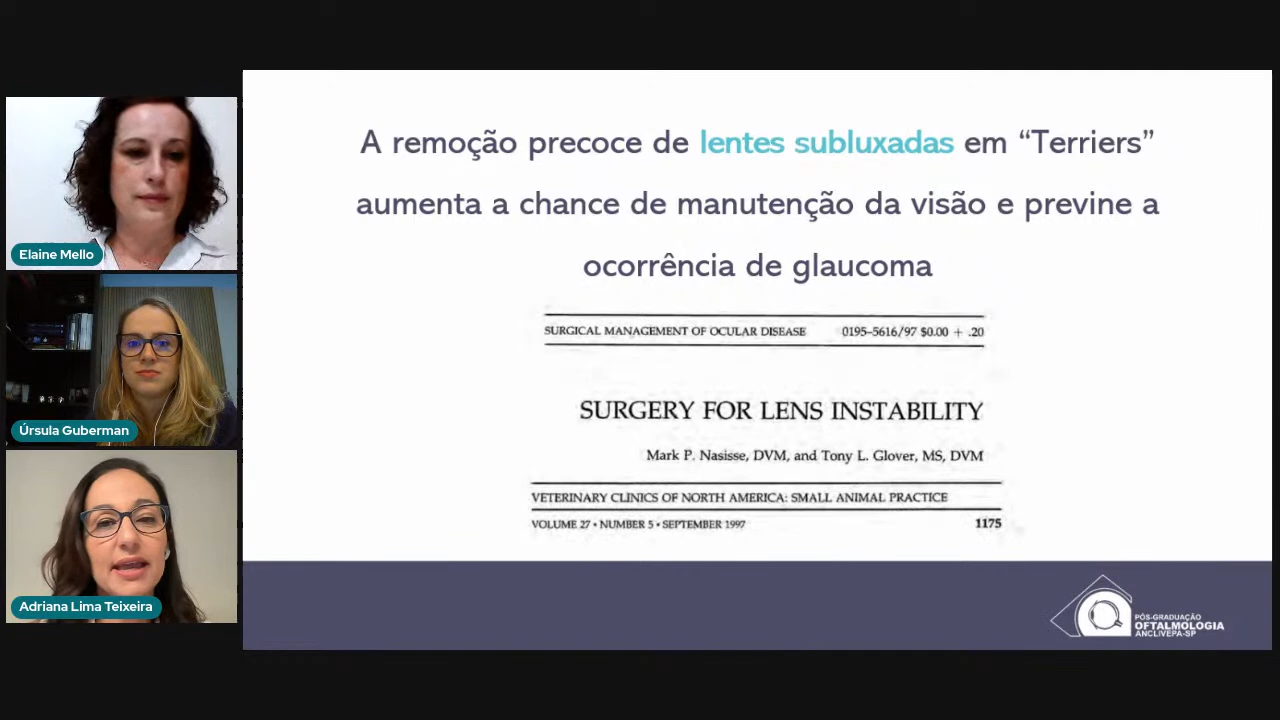 Elaine Mello
Úrsula Guberman
Adriana Lima Teixeira
A remoção precoce de lentes subluxadas em “Terriers”
aumenta a chance de manutenção da visão e previne a
ocorrência de glaucoma
SURGICAL MANAGEMENT OF OCULAR DISEASE 0195–5616/97 $0.00 + .20
SURGERY FOR LENS INSTABILITY
Mark P. Nasisse, DVM, and Tony L. Glover, MS, DVM
VETERINARY CLINICS OF NORTH AMERICA: SMALL ANIMAL PRACTICE
VOLUME 27 • NUMBER 5 • SEPTEMBER 1997 1175
PÓS-GRADUAÇÃO
OFTALMOLOGIA
ANCLIVEPA-SP